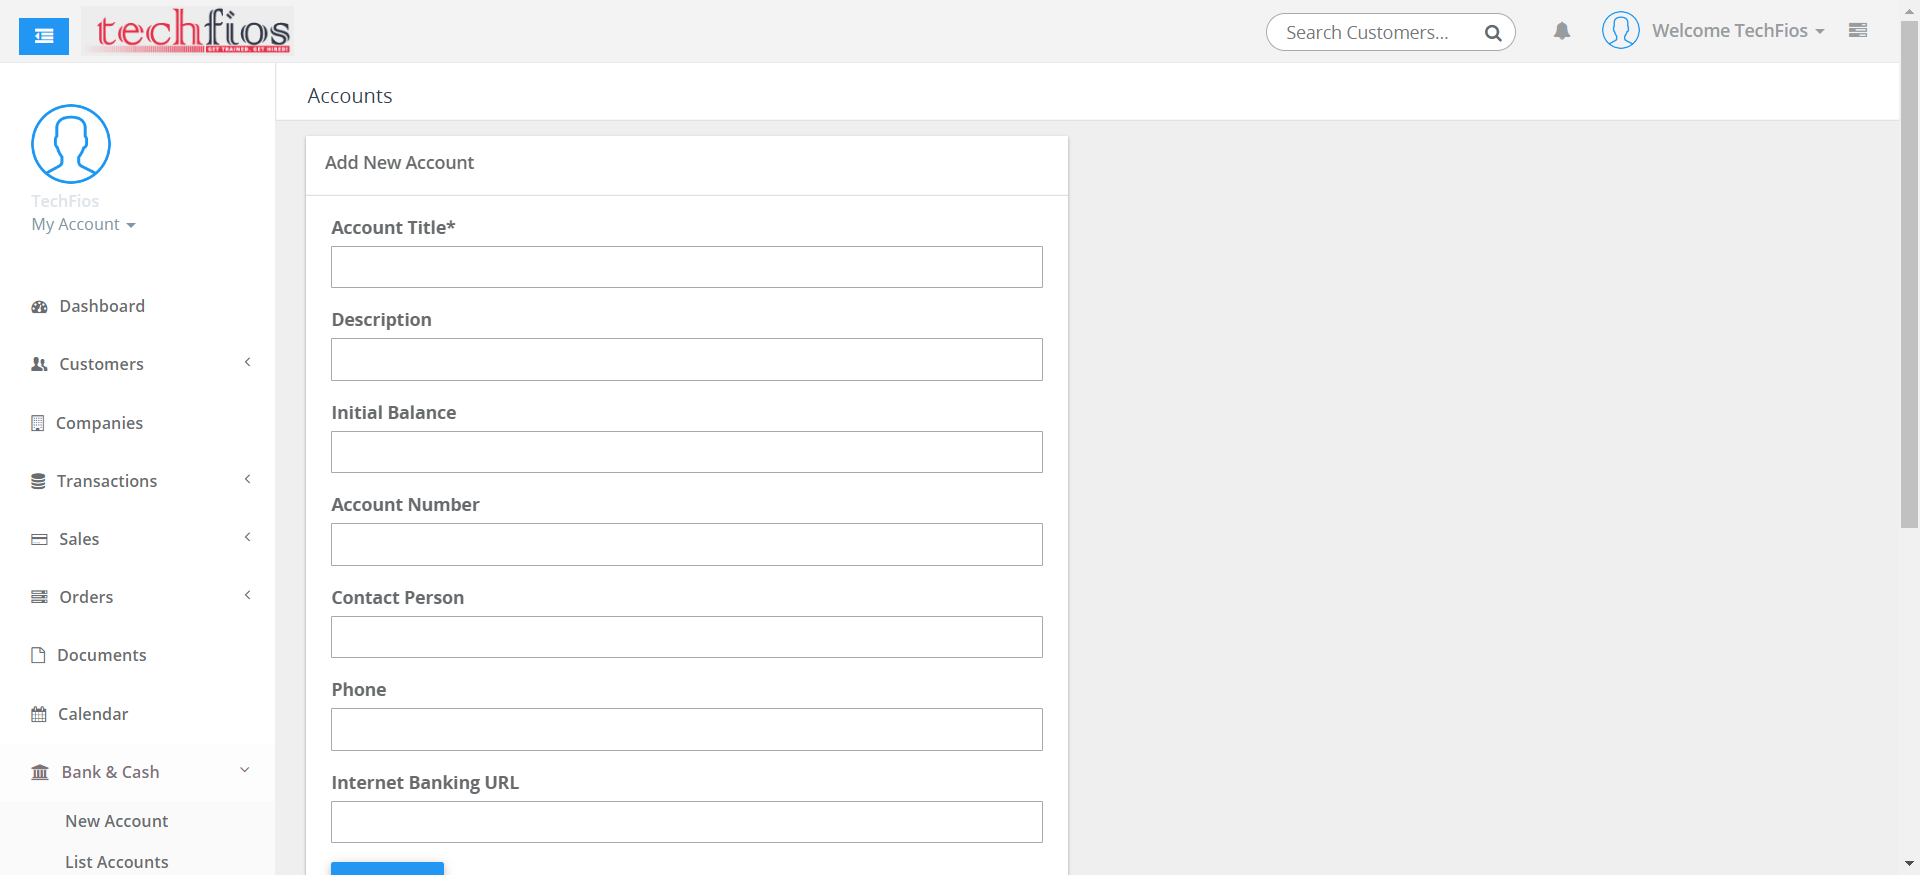 techfios
GET TRAINED. GET HIRED!
Search Customers...
Welcome TechFios
TechFios
My Account
Dashboard
Customers
Companies
Transactions
Sales
Orders
Documents
Calendar
Bank & Cash
New Account
List Accounts
Accounts
Add New Account
Account Title*
Description
Initial Balance
Account Number
Contact Person
Phone
Internet Banking URL